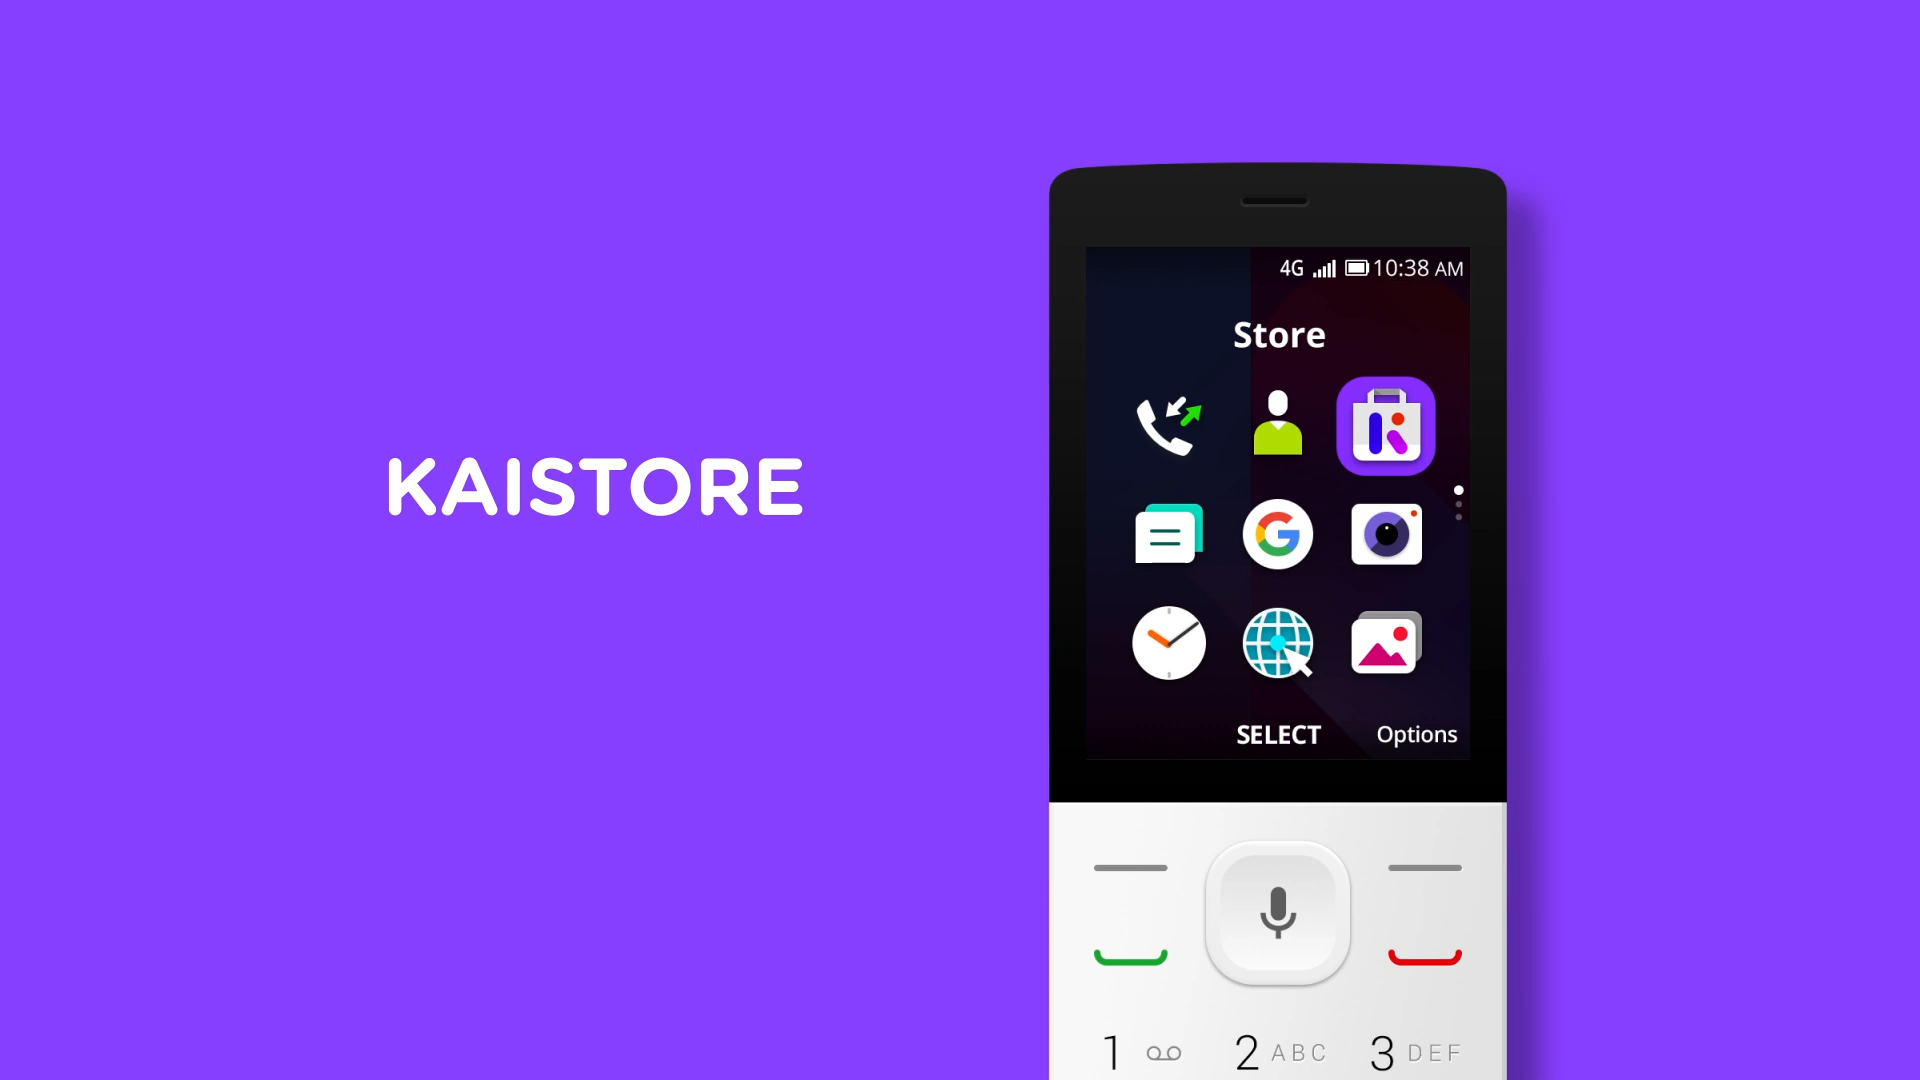 KAISTORE
4G 10:38 AM
Store
SELECT Options
1 2 ABC 3 DEF